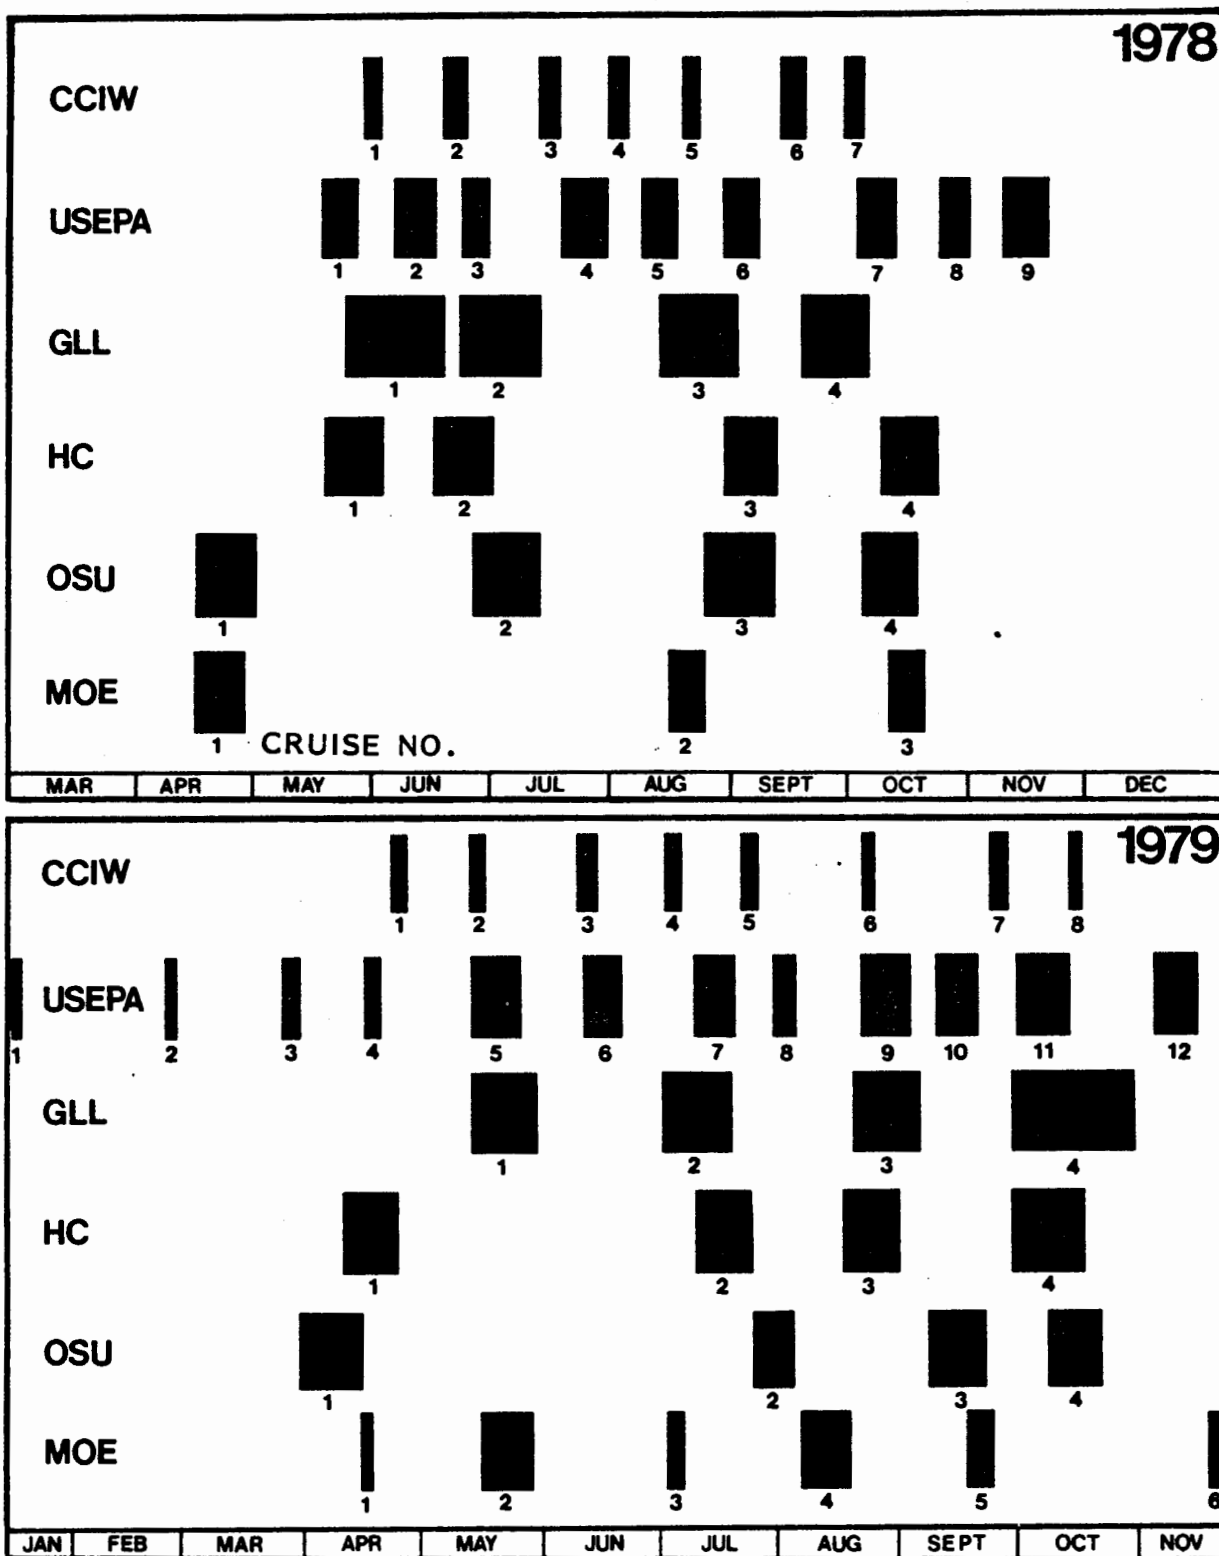 1978
CCIW
1 2 3 4 5 6 7
USEPA
1 2 3 4 5 6 7 8 9
GLL
1 2 3 4
HC
1 2 3 4
OSU
1 2 3 4
MOE
1 CRUISE NO. 2 3
MAR APR MAY JUN JUL AUG SEPT OCT NOV DEC
1979
CCIW
1 2 3 4 5 6 7 8
USEPA
1 2 3 4 5 6 7 8 9 10 11 12
GLL
1 2 3 4
HC
1 2 3 4
OSU
1 2 3 4
MOE
1 2 3 4 5 6
JAN FEB MAR APR MAY JUN JUL AUG SEPT OCT NOV